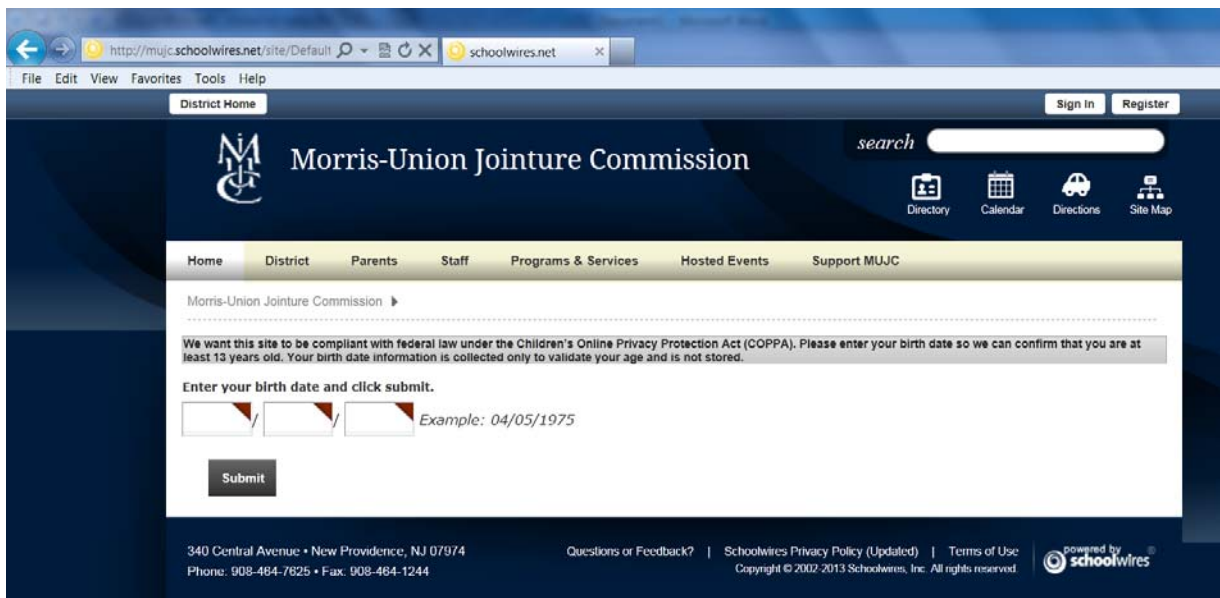 http://mujc.schoolwires.net/site/Default
schoolwires.net
File Edit View Favorites Tools Help
District Home
Sign In
Register
MUJC
Morris-Union Jointure Commission
search
Directory
Calendar
Directions
Site Map
Home District Parents Staff Programs & Services Hosted Events Support MUJC
Morris-Union Jointure Commission
We want this site to be compliant with federal law under the Children's Online Privacy Protection Act (COPPA). Please enter your birth date so we can confirm that you are at
least 13 years old. Your birth date information is collected only to validate your age and is not stored.
Enter your birth date and click submit.
/ / Example: 04/05/1975
Submit
340 Central Avenue • New Providence, NJ 07974
Phone: 908-464-7625 • Fax: 908-464-1244
Questions or Feedback? | Schoolwires Privacy Policy (Updated) | Terms of Use
Copyright © 2002-2013 Schoolwires, Inc. All rights reserved.
powered by
schoolwires